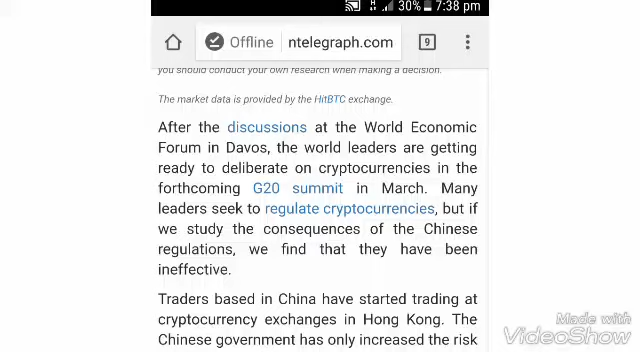 H 30% 7:38 pm
Offline ntelegraph.com 9
you should conduct your own research when making a decision.
The market data is provided by the HitBTC exchange.
After the discussions at the World Economic
Forum in Davos, the world leaders are getting
ready to deliberate on cryptocurrencies in the
forthcoming G20 summit in March. Many
leaders seek to regulate cryptocurrencies, but if
we study the consequences of the Chinese
regulations, we find that they have been
ineffective.
Traders based in China have started trading at
cryptocurrency exchanges in Hong Kong. The
Chinese government has only increased the risk
Made with
VideoShow